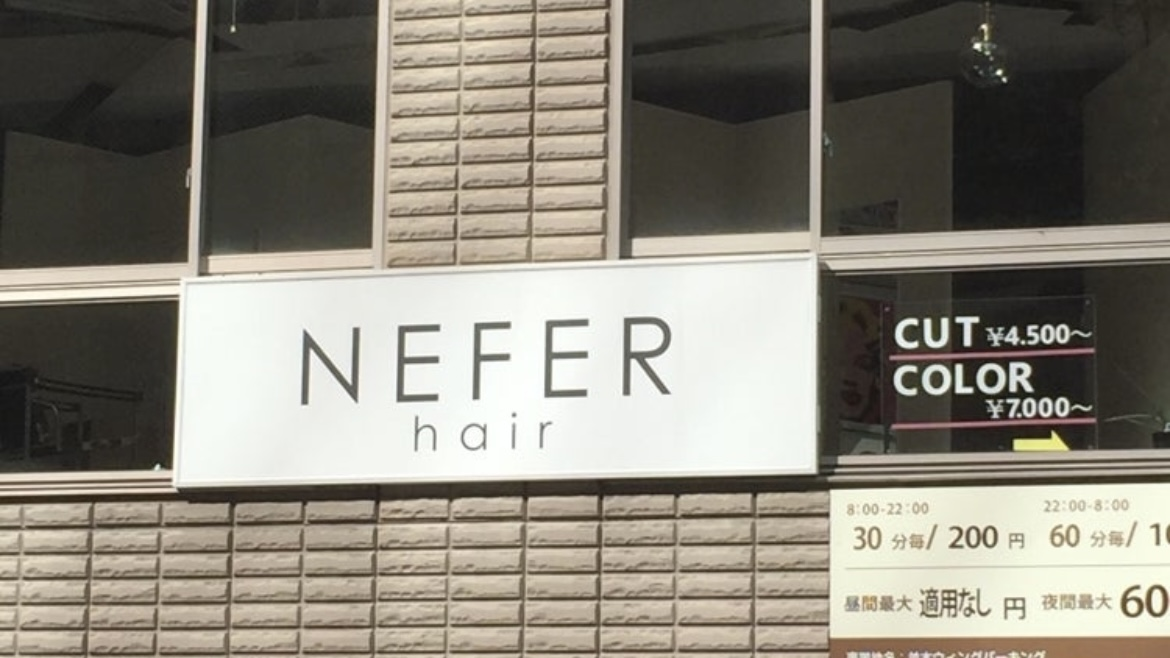 NEFER
hair
CUT ¥4.500～
COLOR
¥7.000～
8:00-22:00
30 分毎/ 200 円
22:00-8:00
60 分毎/
昼間最大 適用なし 円
夜間最大 60